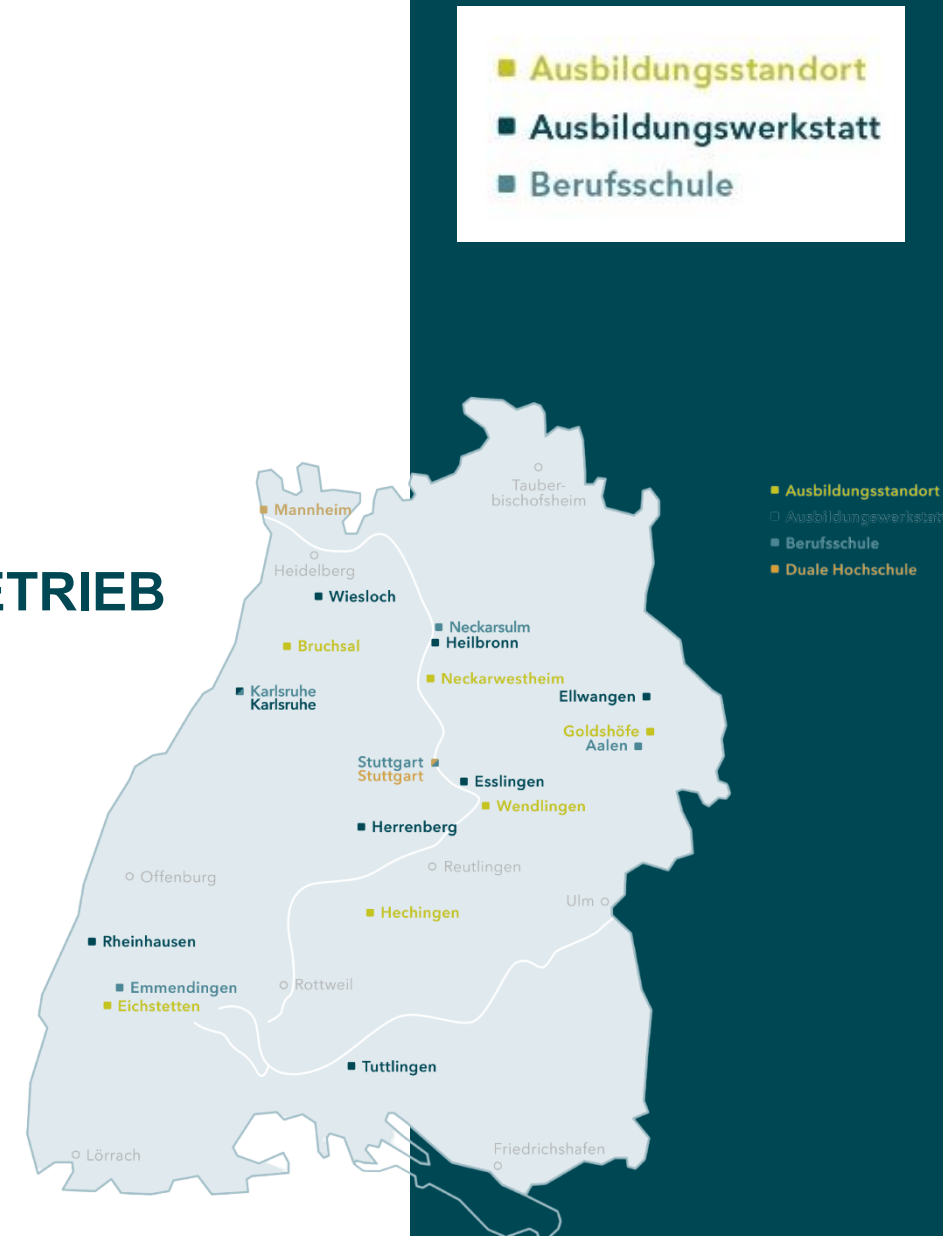 Ausbildungsstandort
Ausbildungswerkstatt
Berufsschule
Tauber-
bischofsheim
Ausbildungsstandort
Ausbildungswerkstatt
Berufsschule
Duale Hochschule
Mannheim
Heidelberg
ETRIEB
Wiesloch
Neckarsulm
Heilbronn
Bruchsal
Neckarwestheim
Karlsruhe
Karlsruhe
Ellwangen
Goldshöfe
Aalen
Stuttgart
Stuttgart
Esslingen
Wendlingen
Herrenberg
Reutlingen
Offenburg
Ulm
Hechingen
Rheinhausen
Rottweil
Emmendingen
Eichstetten
Tuttlingen
Lörrach
Friedrichshafen